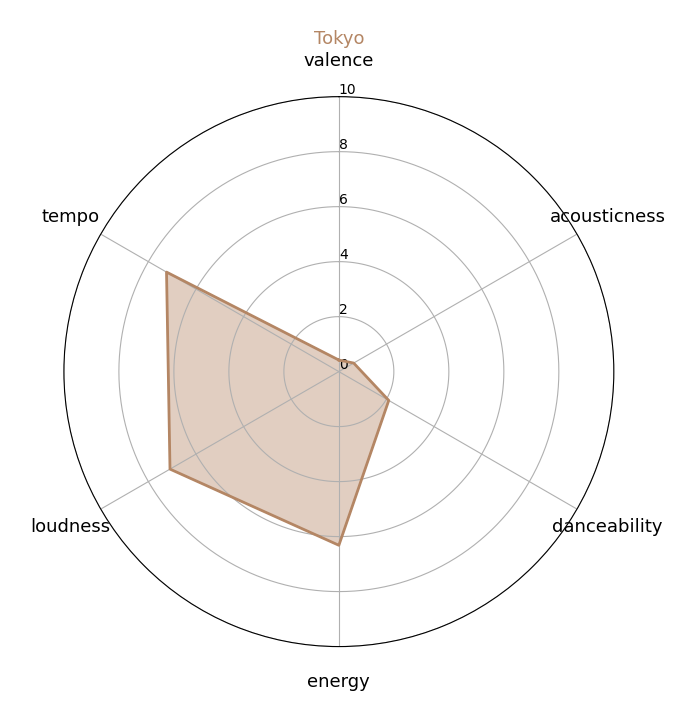 Tokyo
valence
10
8
tempo
acousticness
6
4
2
0
loudness
danceability
energy